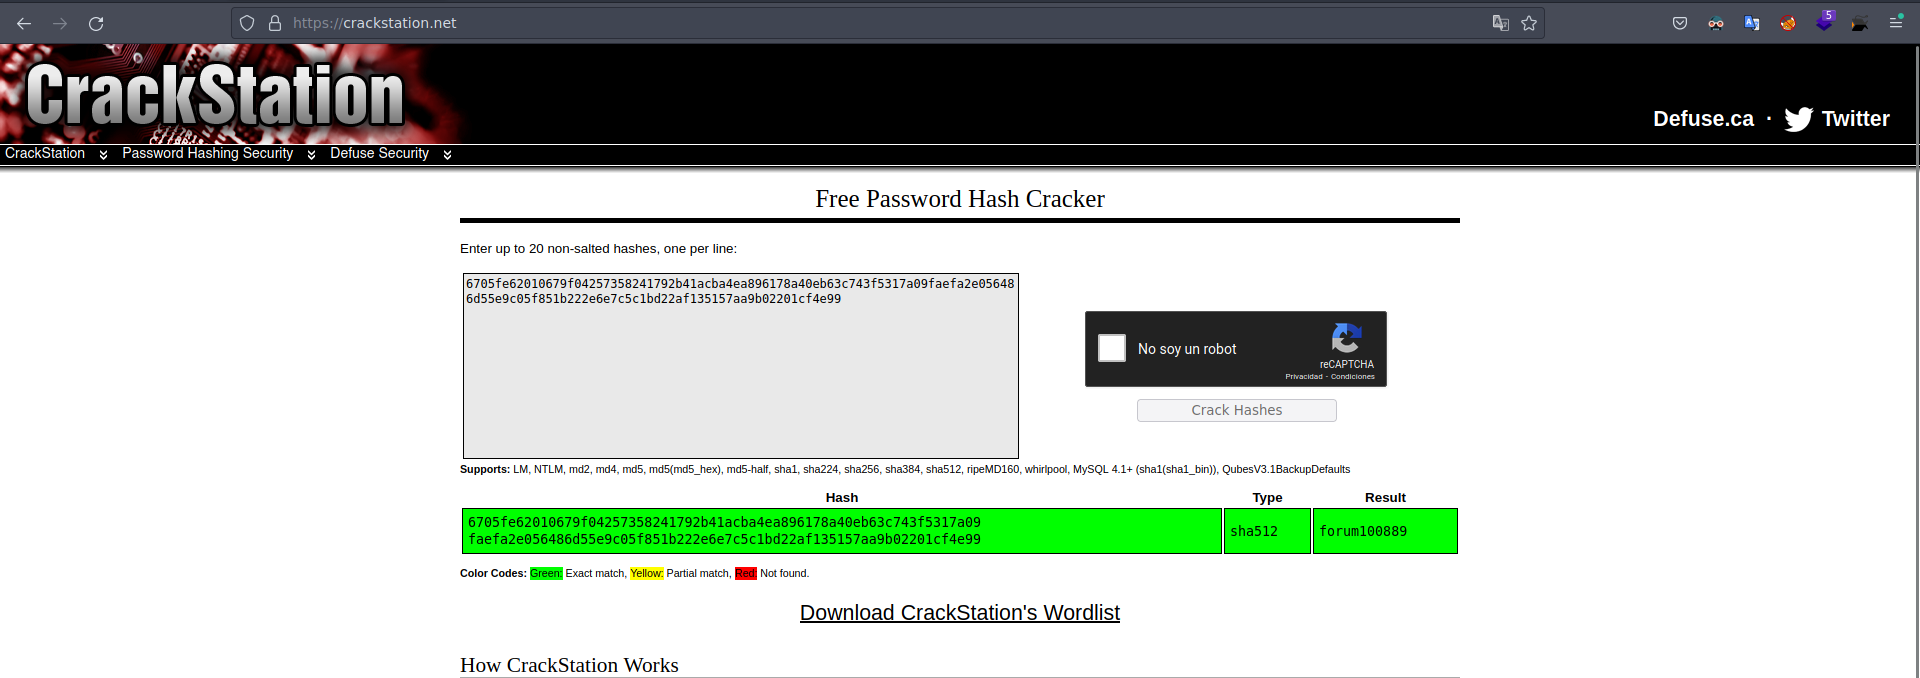 https://crackstation.net
5
CrackStation
Defuse.ca · Twitter
CrackStation Password Hashing Security Defuse Security
Free Password Hash Cracker
Enter up to 20 non-salted hashes, one per line:
6705fe62010679f04257358241792b41acba4ea896178a40eb63c743f5317a09faefa2e05648
6d55e9c05f851b222e6e7c5c1bd22af135157aa9b02201cf4e99
No soy un robot
reCAPTCHA
Privacidad - Condiciones
Crack Hashes
Supports: LM, NTLM, md2, md4, md5, md5(md5_hex), md5-half, sha1, sha224, sha256, sha384, sha512, ripeMD160, whirlpool, MySQL 4.1+ (sha1(sha1_bin)), QubesV3.1BackupDefaults
Hash Type Result
6705fe62010679f04257358241792b41acba4ea896178a40eb63c743f5317a09
faefa2e056486d55e9c05f851b222e6e7c5c1bd22af135157aa9b02201cf4e99
sha512
forum100889
Color Codes: Green: Exact match, Yellow: Partial match, Red: Not found.
Download CrackStation's Wordlist
How CrackStation Works